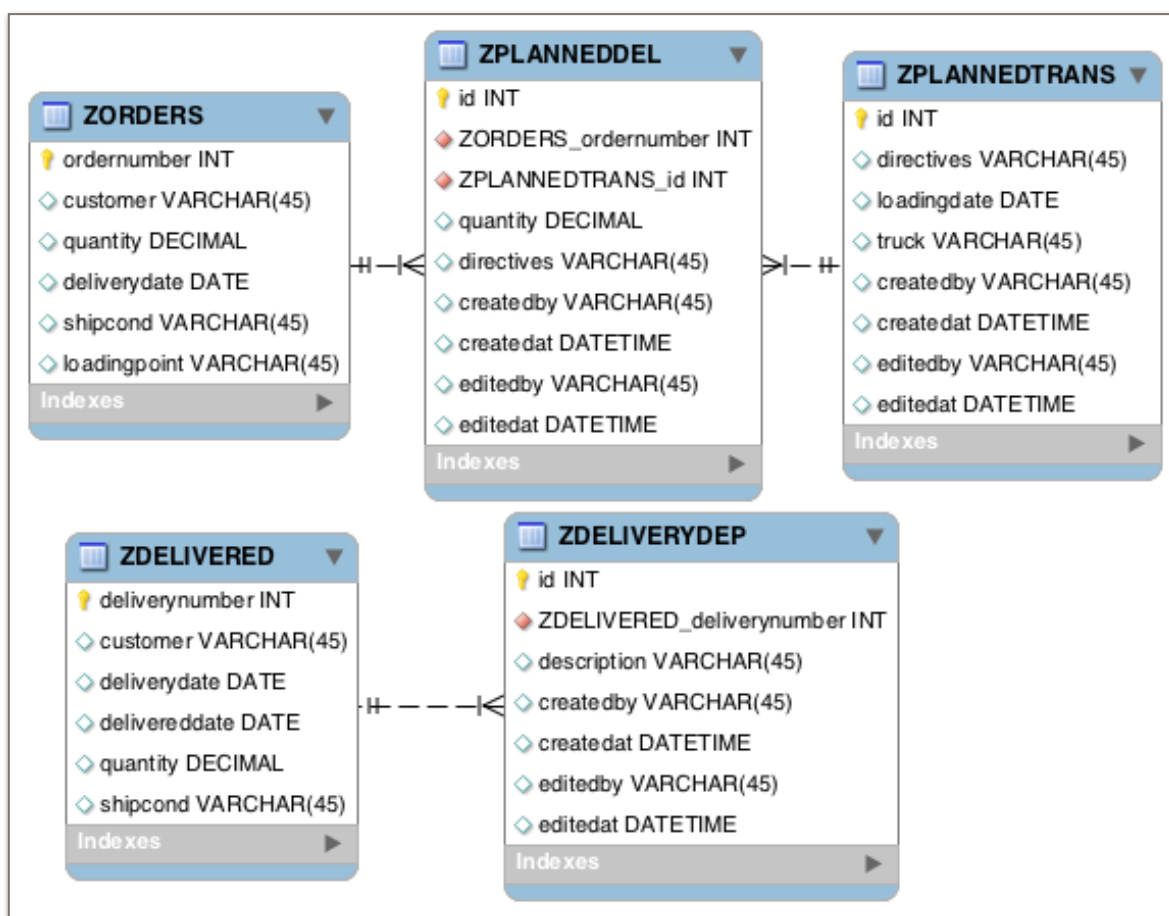 ZORDERS
ordernumber INT
customer VARCHAR(45)
quantity DECIMAL
deliverydate DATE
shipcond VARCHAR(45)
loadingpoint VARCHAR(45)
Indexes
ZPLANNEDDEL
id INT
ZORDERS_ordernumber INT
ZPLANNEDTRANS_id INT
quantity DECIMAL
directives VARCHAR(45)
createdby VARCHAR(45)
createdat DATETIME
editedby VARCHAR(45)
editedat DATETIME
Indexes
ZPLANNEDTRANS
id INT
directives VARCHAR(45)
loadingdate DATE
truck VARCHAR(45)
createdby VARCHAR(45)
createdat DATETIME
editedby VARCHAR(45)
editedat DATETIME
Indexes
ZDELIVERED
deliverynumber INT
customer VARCHAR(45)
deliverydate DATE
delivereddate DATE
quantity DECIMAL
shipcond VARCHAR(45)
Indexes
ZDELIVERYDEP
id INT
ZDELIVERED_deliverynumber INT
description VARCHAR(45)
createdby VARCHAR(45)
createdat DATETIME
editedby VARCHAR(45)
editedat DATETIME
Indexes